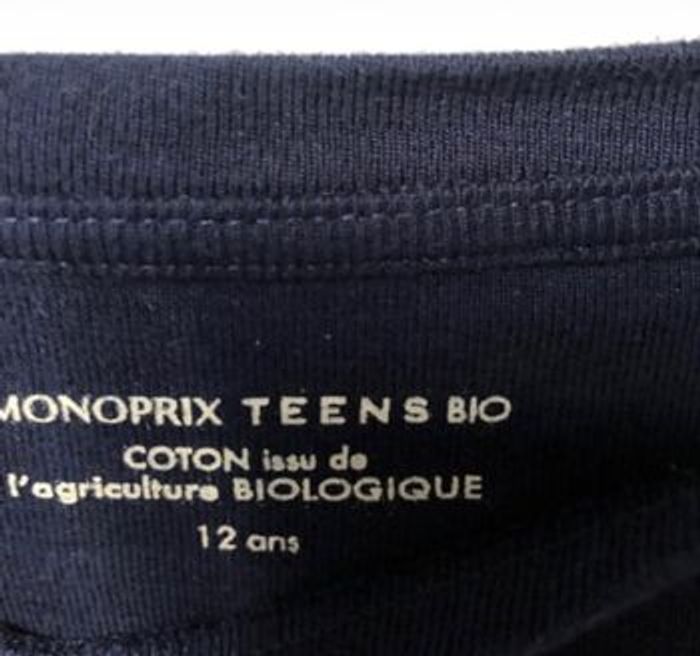 MONOPRIX TEENS BIO
COTON issu de
l'agriculture BIOLOGIQUE
12 ans